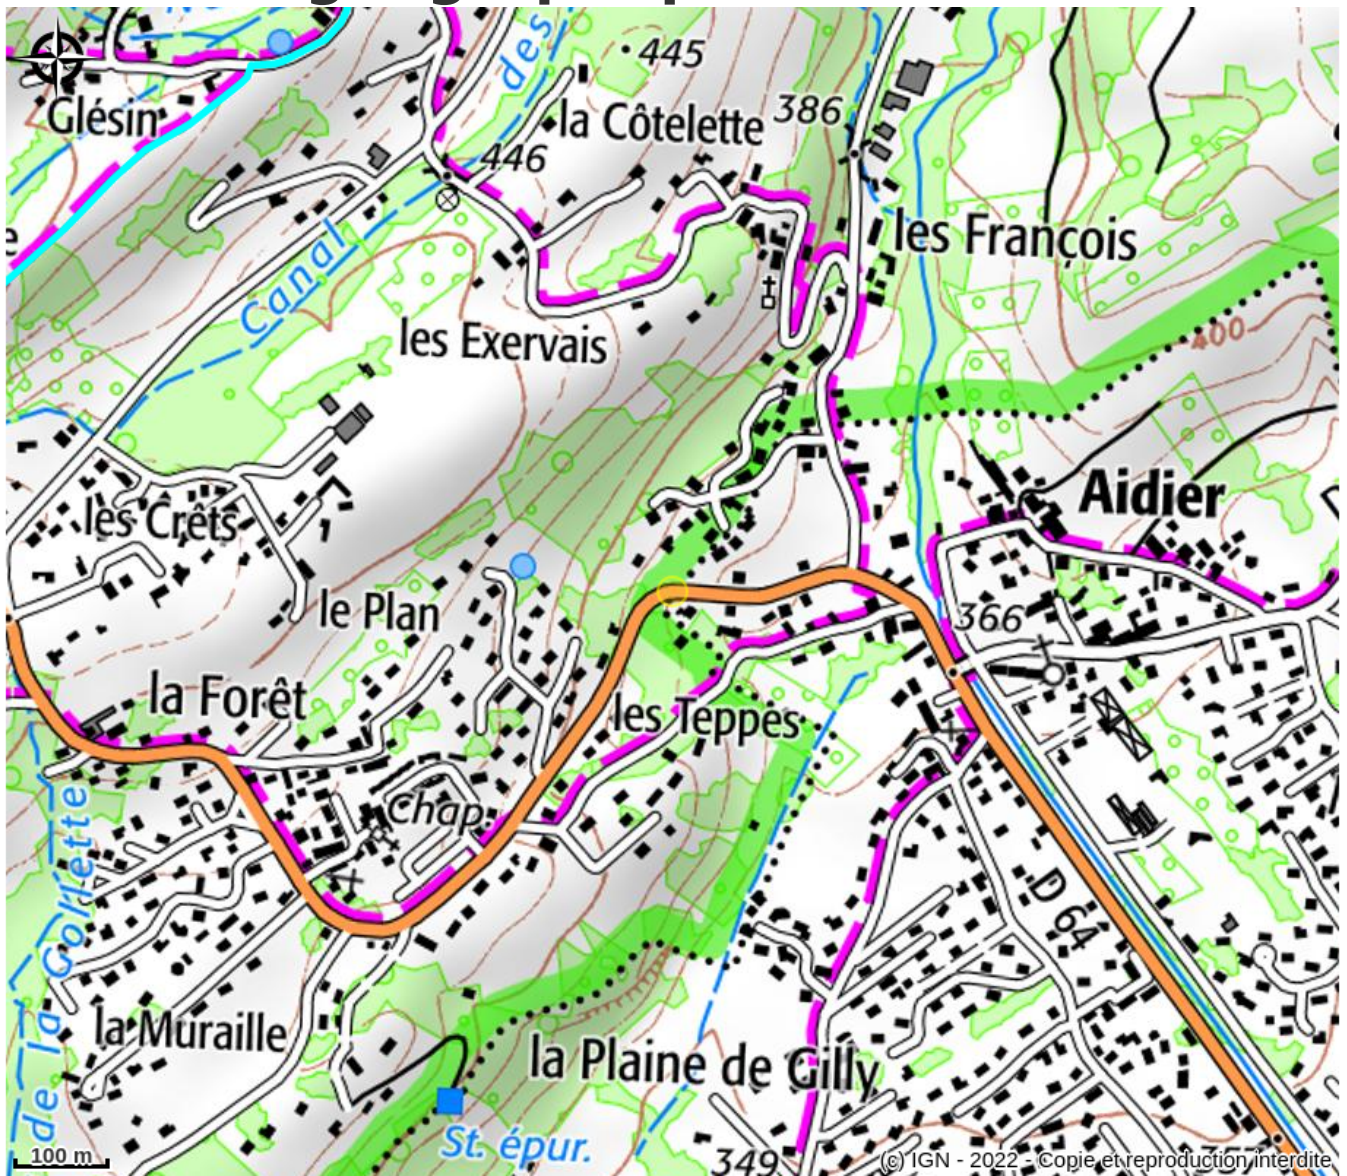 des
445
la Côtelette
386
Glésin
446
les François
Canal
les Exervais
400
Aidier
les Crêts
le Plan
366
la Forêt
les Teppes
Chap.
D 64
de la Corlette
la Muraille
la Plaine de Gilly
St. épur.
349
100 m
(c) IGN - 2022 - Copie et reproduction interdite